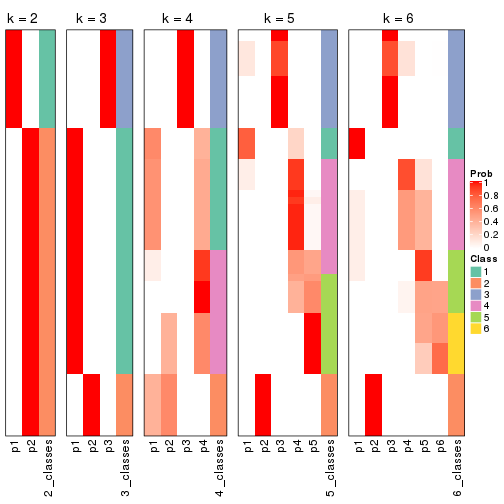 k = 2
k = 3
k = 4
k = 5
k = 6
Prob
1
0.8
0.6
0.4
0.2
0
Class
1
2
3
4
5
6
p1
p2
2_classes
p1
p2
p3
3_classes
p1
p2
p3
p4
4_classes
p1
p2
p3
p4
p5
5_classes
p1
p2
p3
p4
p5
p6
6_classes